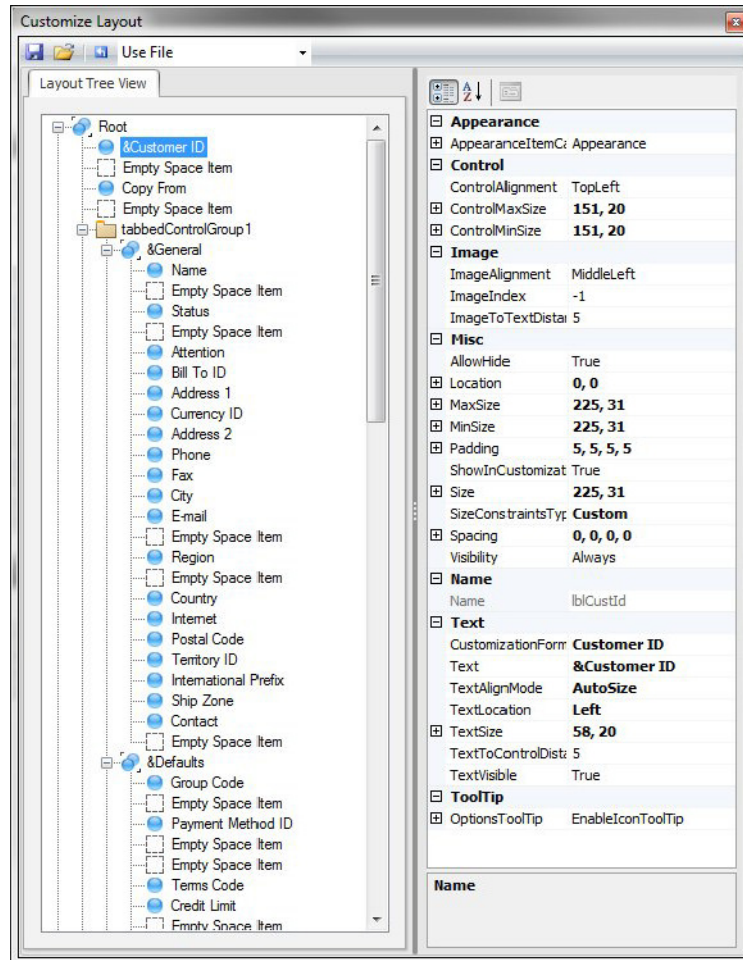 Customize Layout
Use File
Layout Tree View
Root
&Customer ID
Empty Space Item
Copy From
Empty Space Item
tabbedControlGroup1
&General
Name
Empty Space Item
Status
Empty Space Item
Attention
Bill To ID
Address 1
Currency ID
Address 2
Phone
Fax
City
E-mail
Empty Space Item
Region
Empty Space Item
Country
Internet
Postal Code
Territory ID
International Prefix
Ship Zone
Contact
Empty Space Item
&Defaults
Group Code
Empty Space Item
Payment Method ID
Empty Space Item
Empty Space Item
Terms Code
Credit Limit
Empty Space Item
A Z
Appearance
AppearanceItemCa Appearance
Control
ControlAlignment TopLeft
ControlMaxSize 151, 20
ControlMinSize 151, 20
Image
ImageAlignment MiddleLeft
ImageIndex -1
ImageToTextDistan 5
Misc
AllowHide True
Location 0, 0
MaxSize 225, 31
MinSize 225, 31
Padding 5, 5, 5, 5
ShowInCustomizat True
Size 225, 31
SizeConstraintsTyp Custom
Spacing 0, 0, 0, 0
Visibility Always
Name
Name lblCustId
Text
CustomizationForm Customer ID
Text &Customer ID
TextAlignMode AutoSize
TextLocation Left
TextSize 58, 20
TextToControlDista 5
TextVisible True
ToolTip
OptionsToolTip EnableIconToolTip
Name